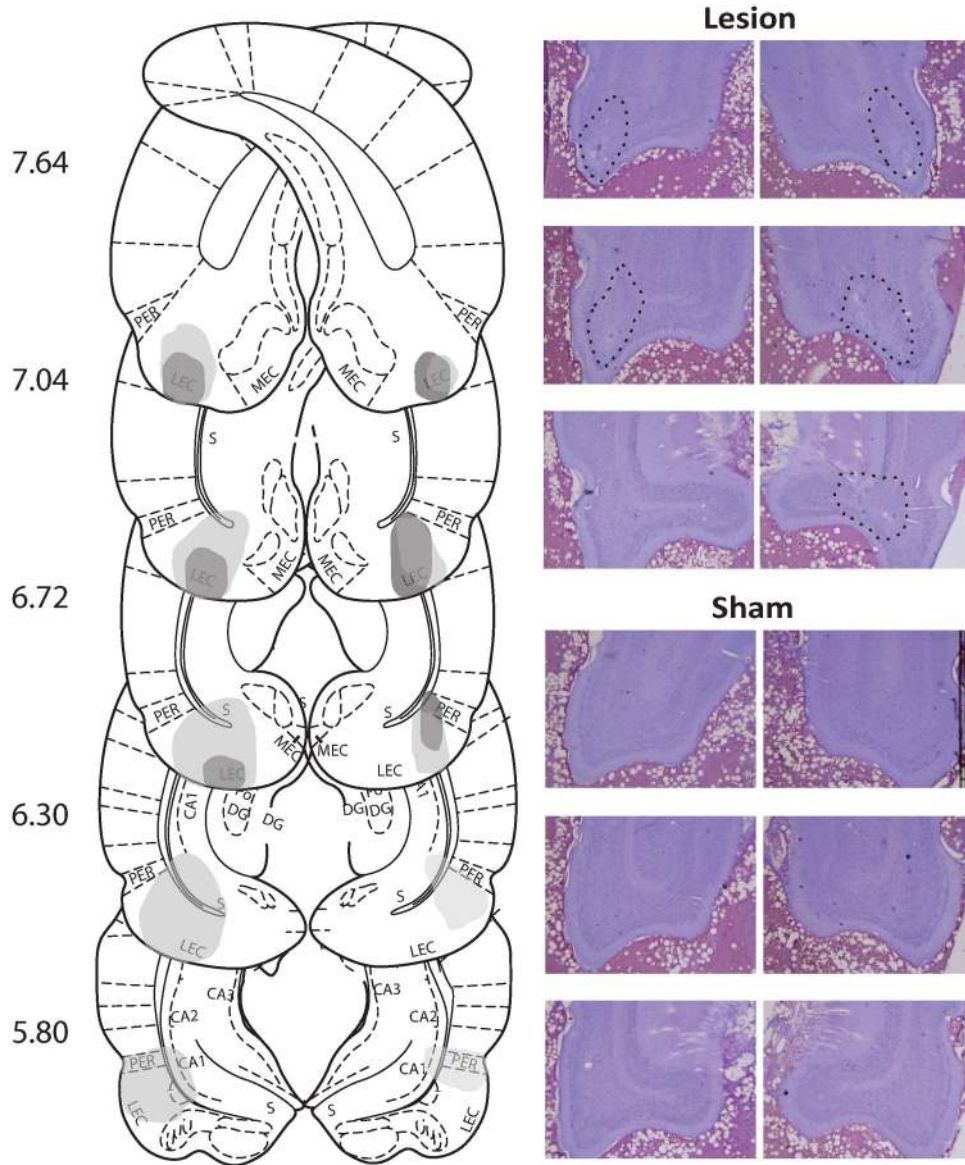 Lesion
Sham
7.64
PER
PER
LEC
MEC
MEC
LEC
7.04
S
S
PER
PER
LEC
MEC
MEC
LEC
6.72
S
S
S
PER
PER
MEC
MEC
LEC
LEC
6.30
CA1
DG
DG
DG
DG
PER
PER
S
S
LEC
LEC
5.80
CA3
CA3
CA2
CA2
PER
CA1
CA1
PER
LEC
S
S
LEC